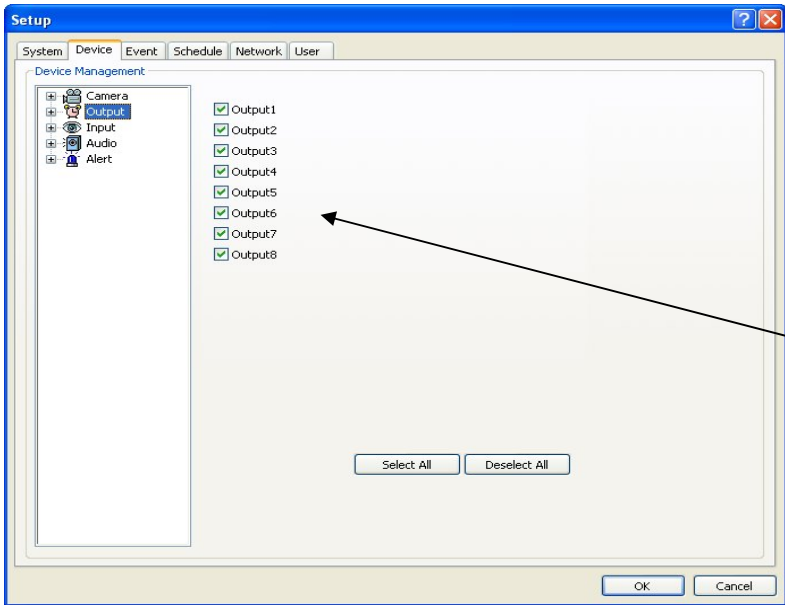 Setup
System Device Event Schedule Network User
Device Management
Camera
Output
Input
Audio
Alert
Output1
Output2
Output3
Output4
Output5
Output6
Output7
Output8
Select All Deselect All
OK Cancel